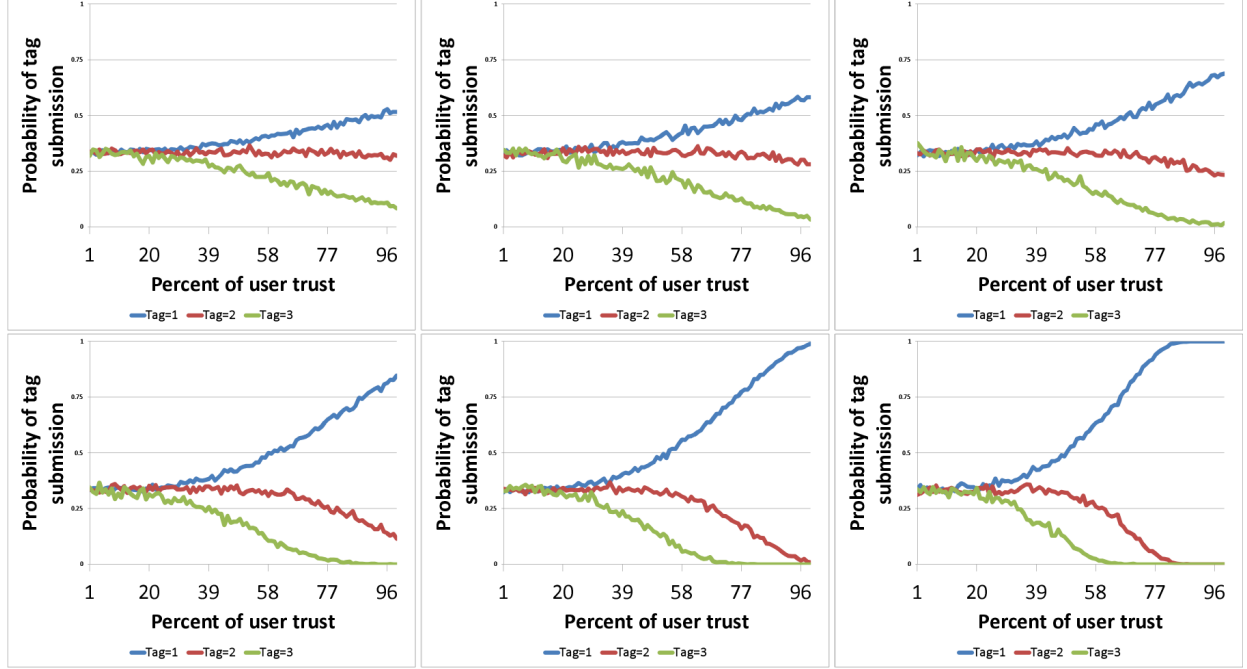 Probability of tag
submission
1
0.75
0.5
0.25
0
1 20 39 58 77 96
Percent of user trust
Tag=1 Tag=2 Tag=3
Probability of tag
submission
1
0.75
0.5
0.25
0
1 20 39 58 77 96
Percent of user trust
Tag=1 Tag=2 Tag=3
Probability of tag
submission
1
0.75
0.5
0.25
0
1 20 39 58 77 96
Percent of user trust
Tag=1 Tag=2 Tag=3
Probability of tag
submission
1
0.75
0.5
0.25
0
1 20 39 58 77 96
Percent of user trust
Tag=1 Tag=2 Tag=3
Probability of tag
submission
1
0.75
0.5
0.25
0
1 20 39 58 77 96
Percent of user trust
Tag=1 Tag=2 Tag=3
Probability of tag
submission
1
0.75
0.5
0.25
0
1 20 39 58 77 96
Percent of user trust
Tag=1 Tag=2 Tag=3